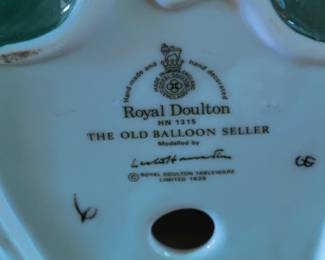 Hand made and hand decorated
Royal Doulton
HN 1315
THE OLD BALLOON SELLER
Modelled by
© ROYAL DOULTON TABLEWARE
LIMITED 1929